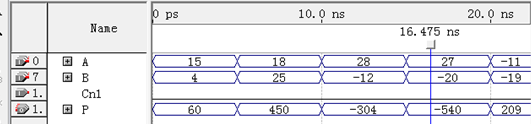 Name 0 ps 10.0 ns 20.0 ns
16.475 ns
0 A 15 18 28 27 -11
7 B 4 25 -12 -20 -19
1. Cn1
1. P 60 450 -304 -540 209